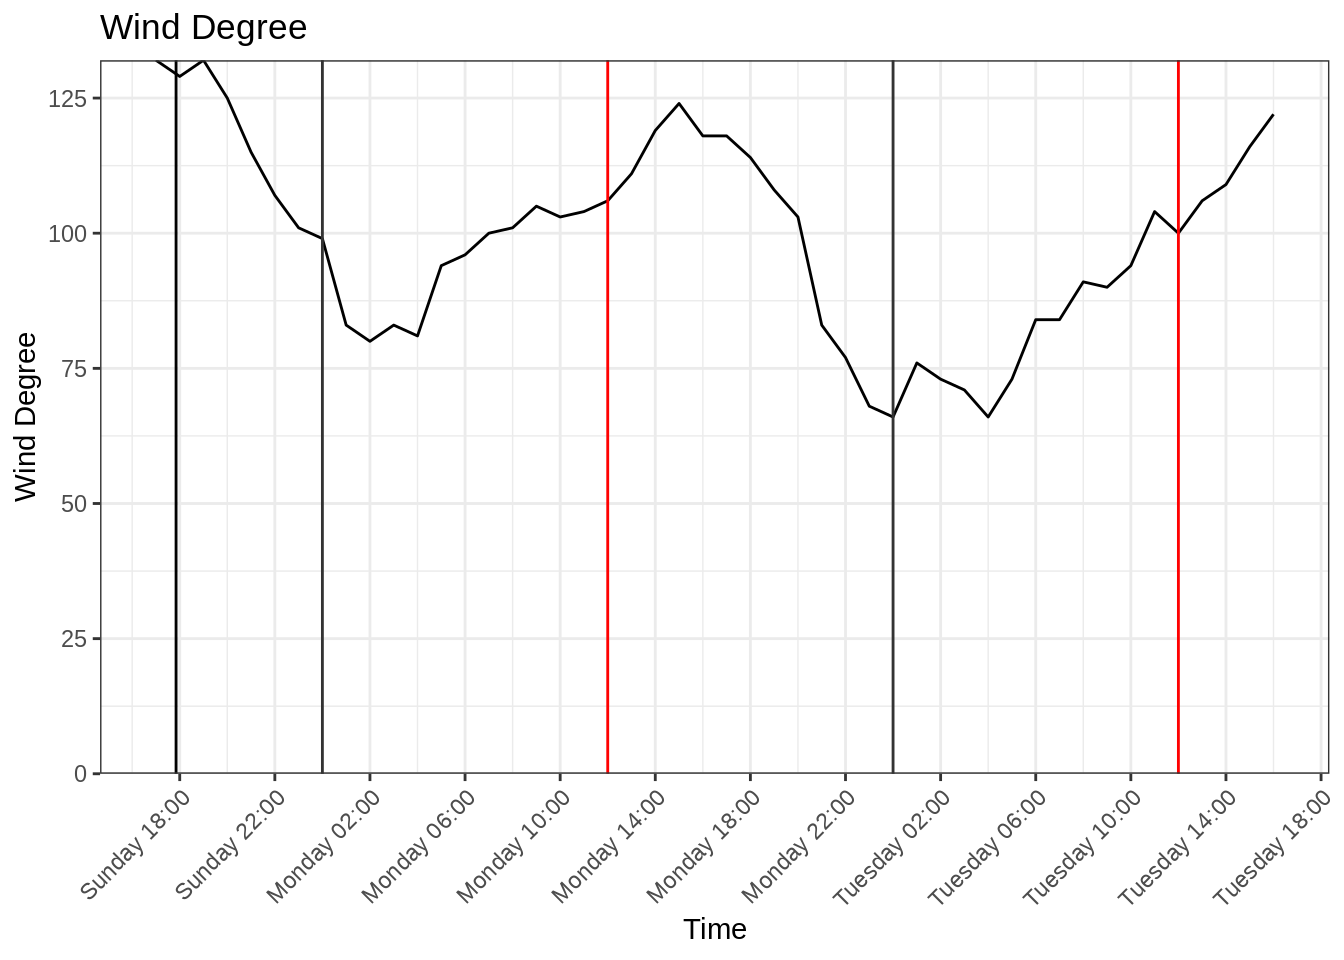 Wind Degree
125
100
75
50
25
0
Wind Degree
Sunday 18:00
Sunday 22:00
Monday 02:00
Monday 06:00
Monday 10:00
Monday 14:00
Monday 18:00
Monday 22:00
Tuesday 02:00
Tuesday 06:00
Tuesday 10:00
Tuesday 14:00
Tuesday 18:00
Time